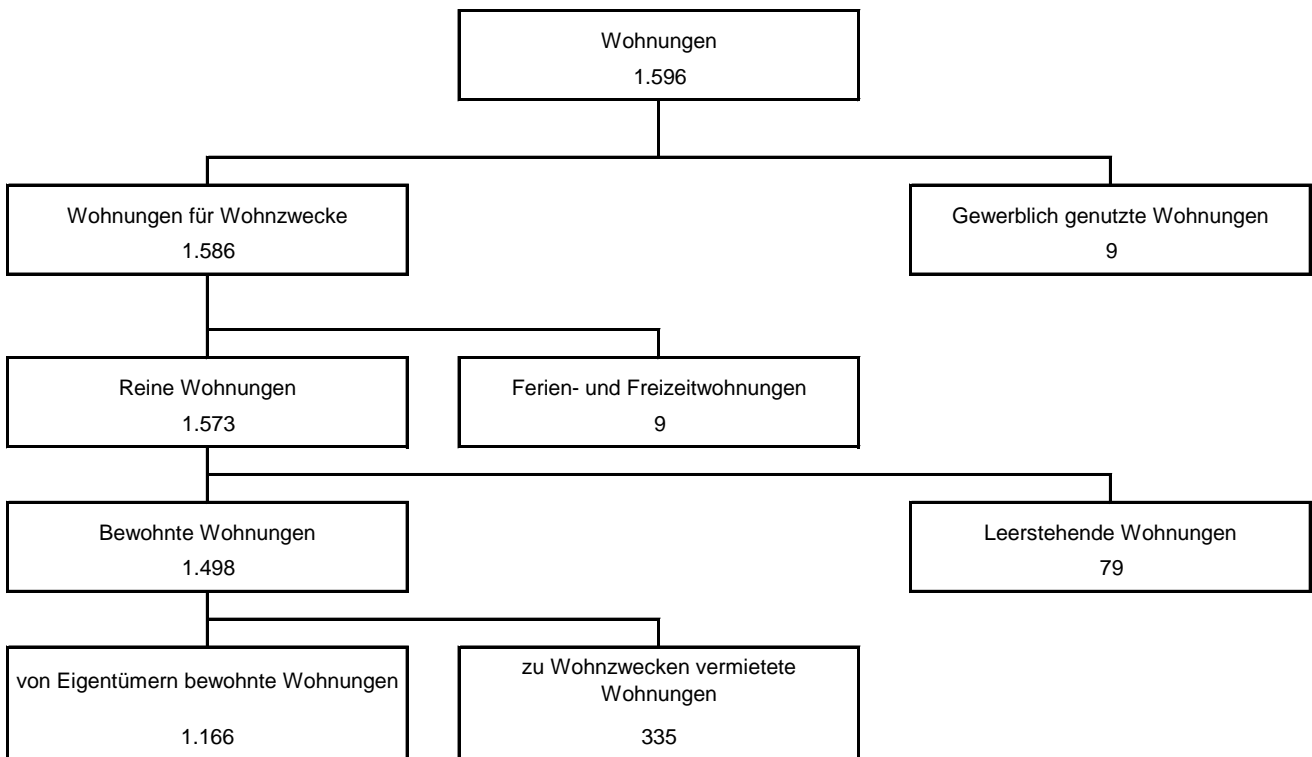 Wohnungen
1.596
Wohnungen für Wohnzwecke
1.586
Gewerblich genutzte Wohnungen
9
Reine Wohnungen
1.573
Ferien- und Freizeitwohnungen
9
Bewohnte Wohnungen
1.498
Leerstehende Wohnungen
79
von Eigentümern bewohnte Wohnungen
1.166
zu Wohnzwecken vermietete
Wohnungen
335